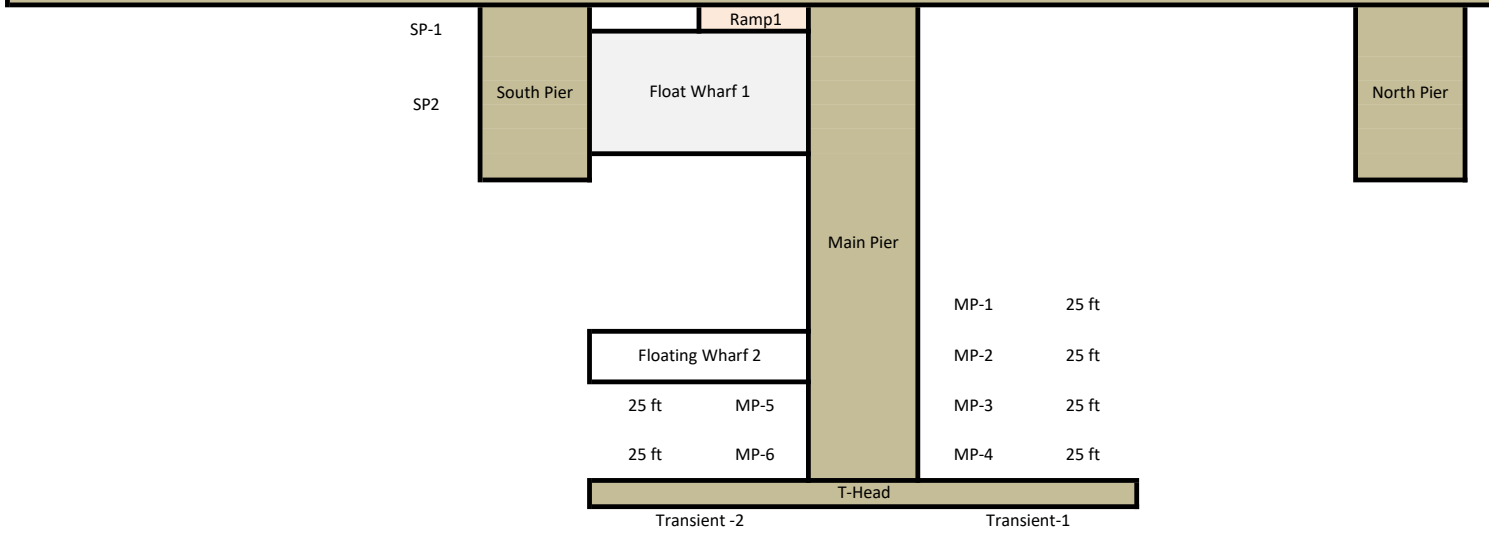 Ramp1
SP-1
South Pier
Float Wharf 1
North Pier
SP2
Main Pier
MP-1 25 ft
Floating Wharf 2
MP-2 25 ft
25 ft MP-5
MP-3 25 ft
25 ft MP-6
MP-4 25 ft
T-Head
Transient -2
Transient-1